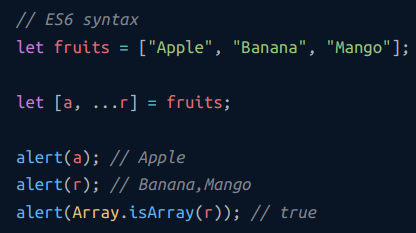 // ES6 syntax
let fruits = ["Apple", "Banana", "Mango"];
let [a, ...r] = fruits;
alert(a); // Apple
alert(r); // Banana,Mango
alert(Array.isArray(r)); // true